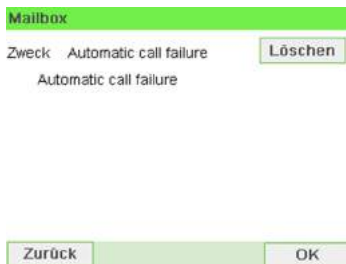 Mailbox
Zweck Automatic call failure Löschen
Automatic call failure
Zurück OK